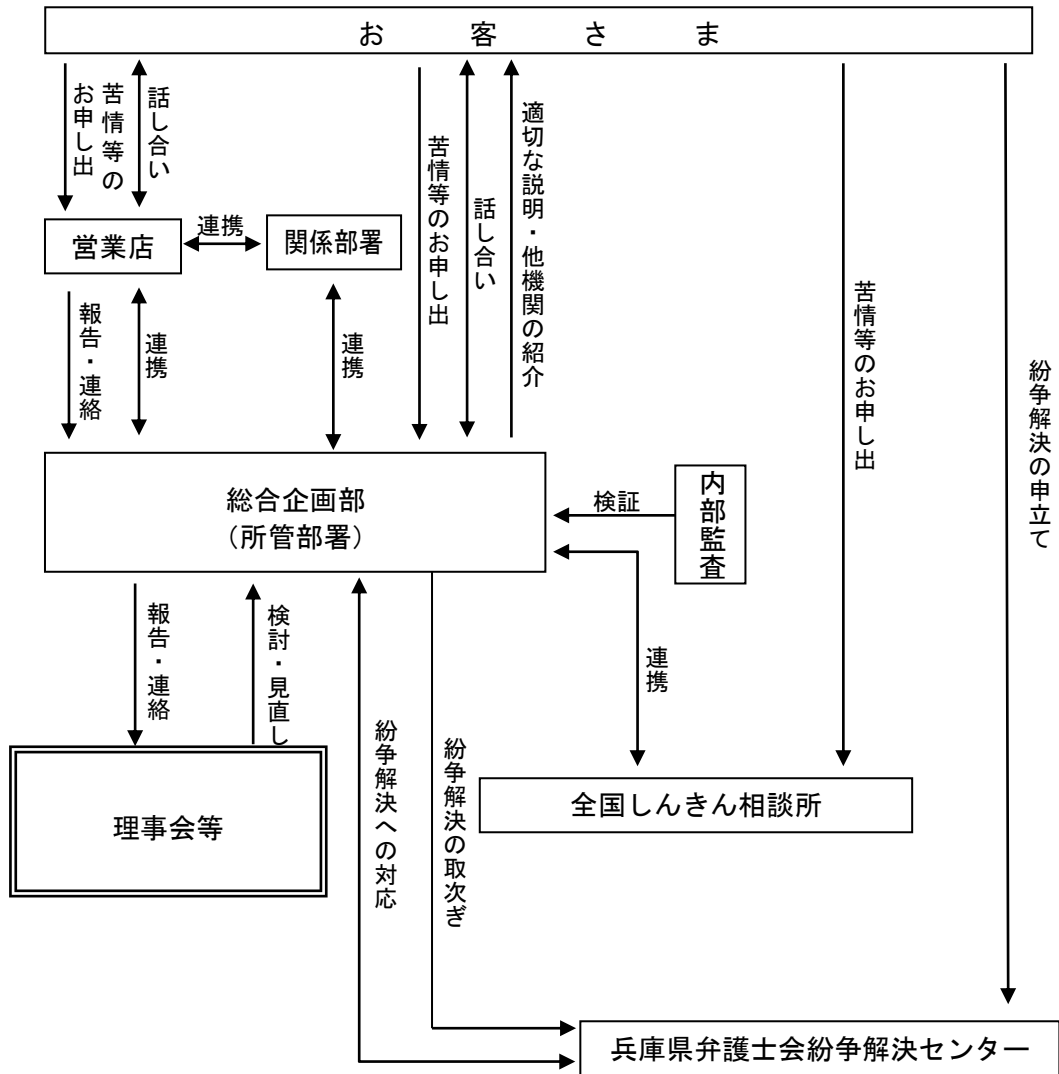 お客さま
苦情等の
お申し出
話し合い
苦情等のお申し出
話し合い
適切な説明・他機関の紹介
苦情等のお申し出
紛争解決の申立て
営業店
連携
関係部署
報告・連絡
連携
連携
総合企画部
（所管部署）
検証
内部監査
報告・連絡
検討・見直し
連携
紛争解決への対応
紛争解決の取次ぎ
理事会等
全国しんきん相談所
兵庫県弁護士会紛争解決センター